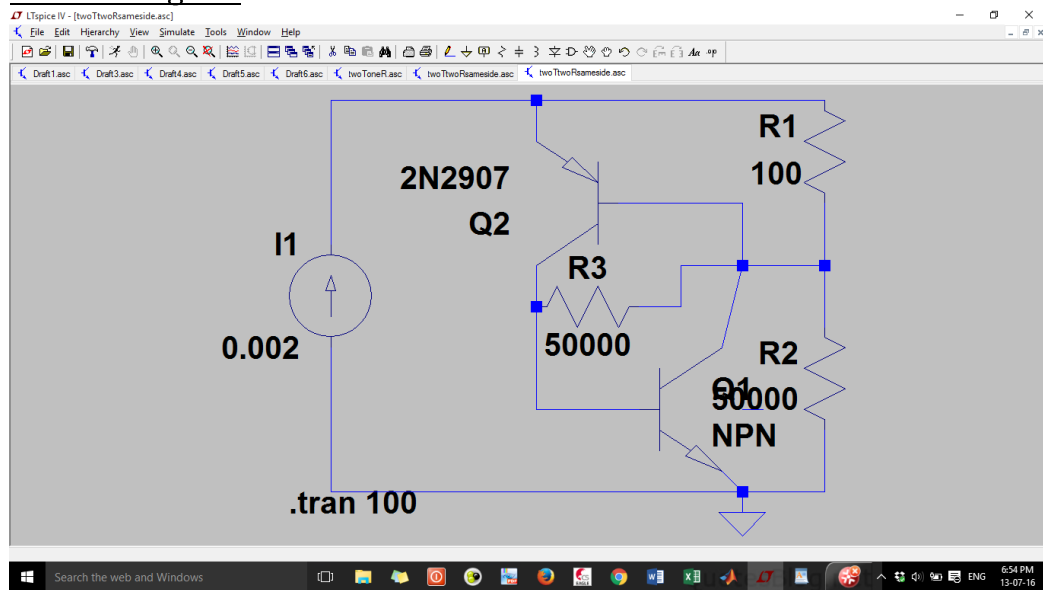 LTspice IV - [twoTtwoRsameside.asc]
File Edit Hierarchy View Simulate Tools Window Help
Draft1.asc Draft3.asc Draft4.asc Draft5.asc Draft6.asc twoToneR.asc twoTtwoRsameside.asc twoTtwoRsameside.asc
R1
100
2N2907
Q2
I1
R3
0.002
50000
R2
Q1
50000
NPN
.tran 100
Search the web and Windows
ENG
6:54 PM
13-07-16